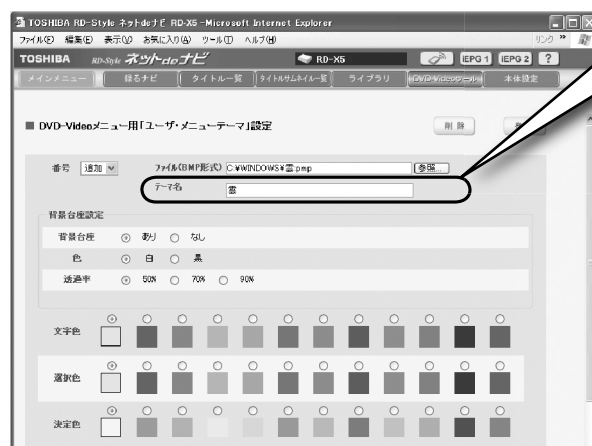 TOSHIBA RD-Style ネットdeナビ RD-X5 -Microsoft Internet Explorer
ファイル(F) 編集(E) 表示(V) お気に入り(A) ツール(T) ヘルプ(H) リンク »
TOSHIBA RD-Style ネットdeナビ RD-X5 iEPG 1 iEPG 2 ?
メインメニュー 録るナビ タイトル一覧 タイトルサムネイル一覧 ライブラリ DVD-Videoツール 本体設定
■ DVD-Videoメニュー用「ユーザ・メニューテーマ」設定 削除
番号 追加 ファイル(BMP形式) C:¥WINDOWS¥雲:pmp 参照...
テーマ名 雲
背景台座設定
背景台座 あり なし
色 白 黒
透過率 50% 70% 90%
文字色
選択色
決定色